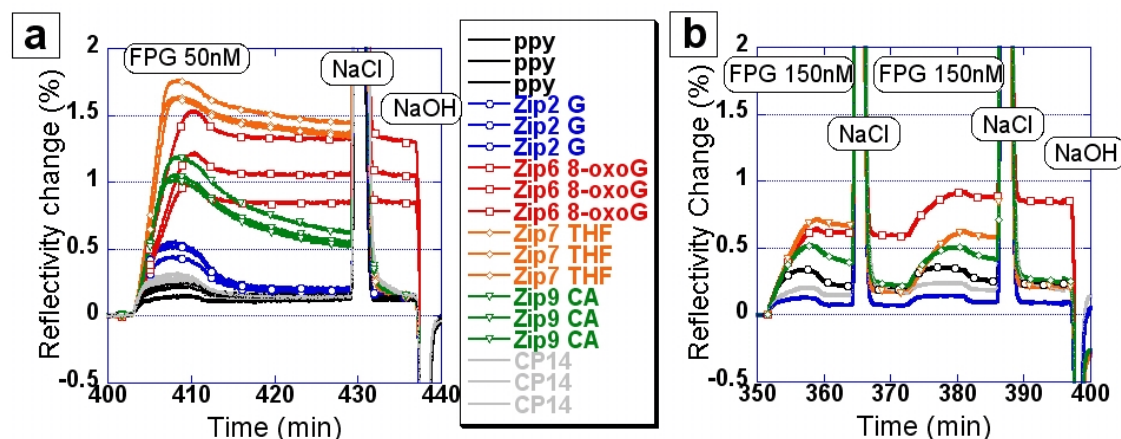 a
FPG 50nM
NaCl
NaOH
Reflectivity change (%)
2
1.5
1
0.5
0
-0.5
400
410
420
430
440
Time (min)
ppy
ppy
ppy
Zip2 G
Zip2 G
Zip2 G
Zip6 8-oxoG
Zip6 8-oxoG
Zip6 8-oxoG
Zip7 THF
Zip7 THF
Zip7 THF
Zip9 CA
Zip9 CA
Zip9 CA
CP14
CP14
CP14
b
FPG 150nM
FPG 150nM
NaCl
NaCl
NaOH
Reflectivity Change (%)
2
1.5
1
0.5
0
-0.5
350
360
370
380
390
400
Time (min)